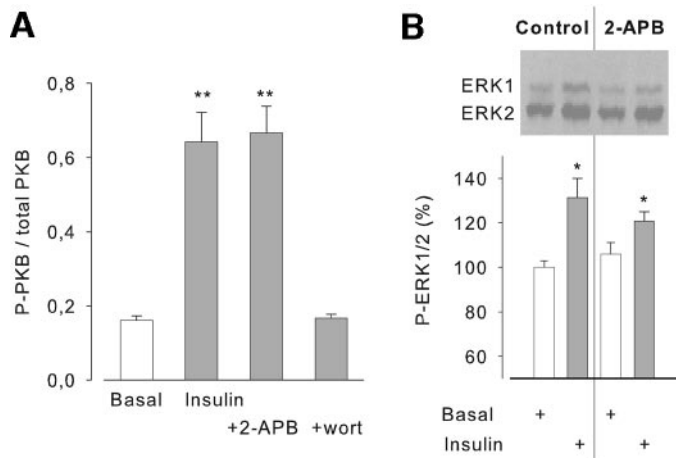 A
P-PKB / total PKB
0,8
**
**
0,6
0,4
0,2
0,0
Basal
Insulin
+2-APB
+wort
B
Control
2-APB
ERK1
ERK2
P-ERK1/2 (%)
140
*
*
120
100
80
60
Basal + +
Insulin + +